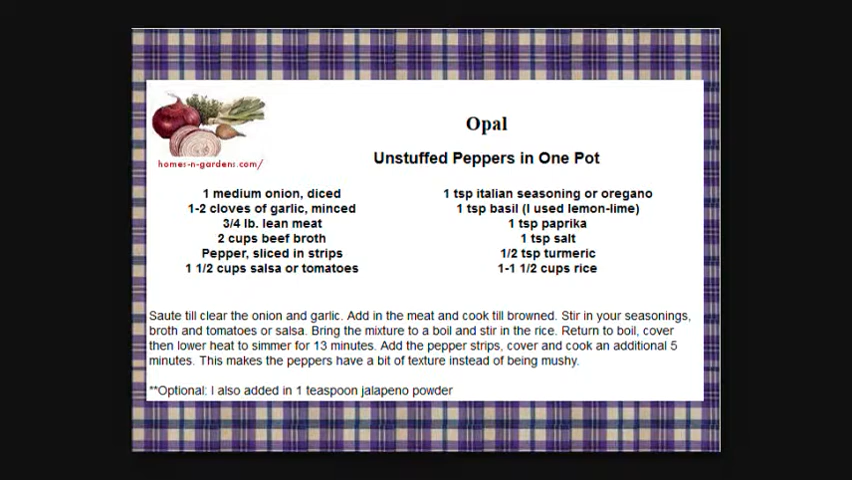 homes-n-gardens.com/
Opal
Unstuffed Peppers in One Pot
1 medium onion, diced
1-2 cloves of garlic, minced
3/4 lb. lean meat
2 cups beef broth
Pepper, sliced in strips
1 1/2 cups salsa or tomatoes
1 tsp italian seasoning or oregano
1 tsp basil (I used lemon-lime)
1 tsp paprika
1 tsp salt
1/2 tsp turmeric
1-1 1/2 cups rice
Saute till clear the onion and garlic. Add in the meat and cook till browned. Stir in your seasonings,
broth and tomatoes or salsa. Bring the mixture to a boil and stir in the rice. Return to boil, cover
then lower heat to simmer for 13 minutes. Add the pepper strips, cover and cook an additional 5
minutes. This makes the peppers have a bit of texture instead of being mushy.
**Optional: I also added in 1 teaspoon jalapeno powder